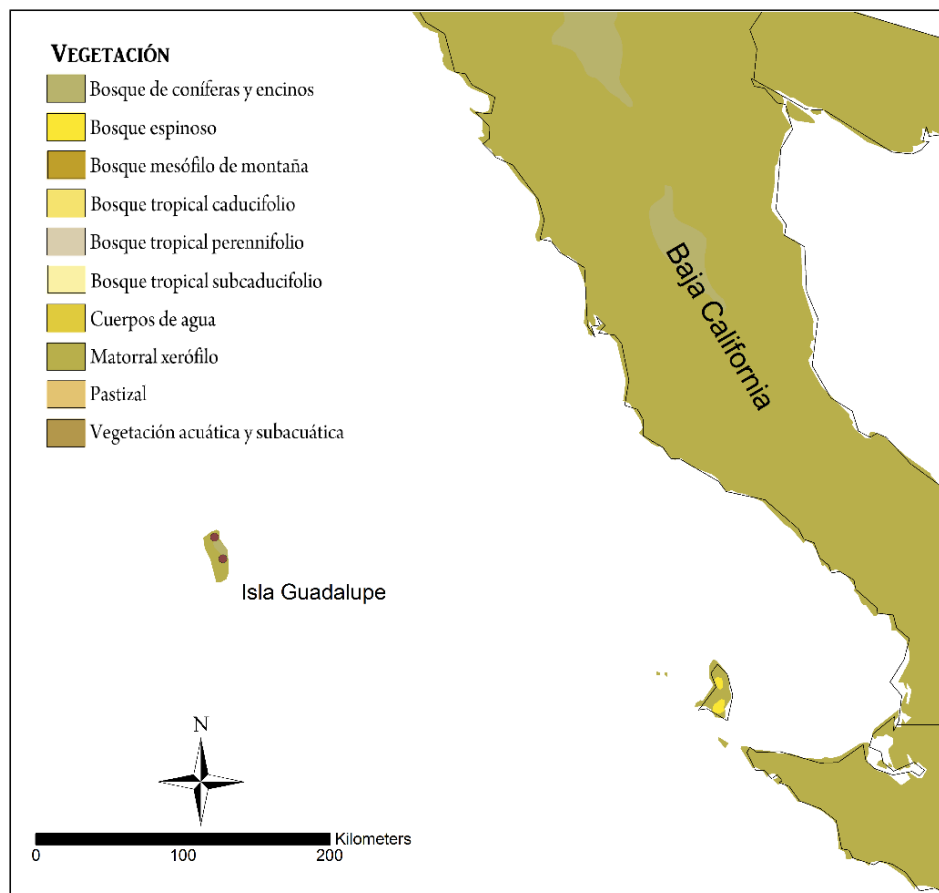 VEGETACIÓN
Bosque de coníferas y encinos
Bosque espinoso
Bosque mesófilo de montaña
Bosque tropical caducifolio
Bosque tropical perennifolio
Bosque tropical subcaducifolio
Cuerpos de agua
Matorral xerófilo
Pastizal
Vegetación acuática y subacuática
Baja California
Isla Guadalupe
N
Kilometers
0 100 200